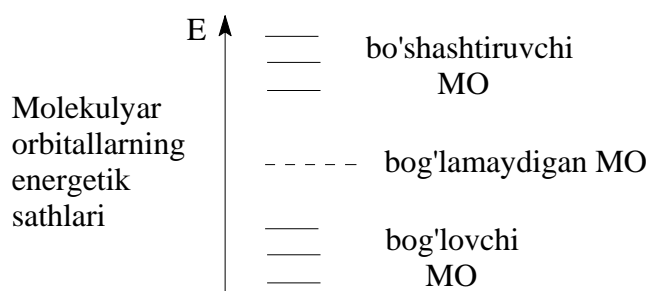 E
bo'shashtiruvchi
MO
Molekulyar
orbitallarning
energetik
sathlari
bog'lamaydigan MO
bog'lovchi
MO